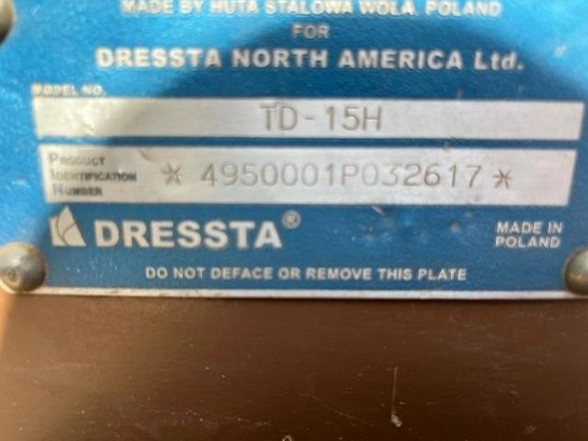 MADE BY HUTA STALOWA WOLA, POLAND
FOR
DRESSTA NORTH AMERICA Ltd.
MODEL NO.
TD-15H
PRODUCT
IDENTIFICATION
NUMBER
* 4950001P032617 *
DRESSTA®
MADE IN
POLAND
DO NOT DEFACE OR REMOVE THIS PLATE